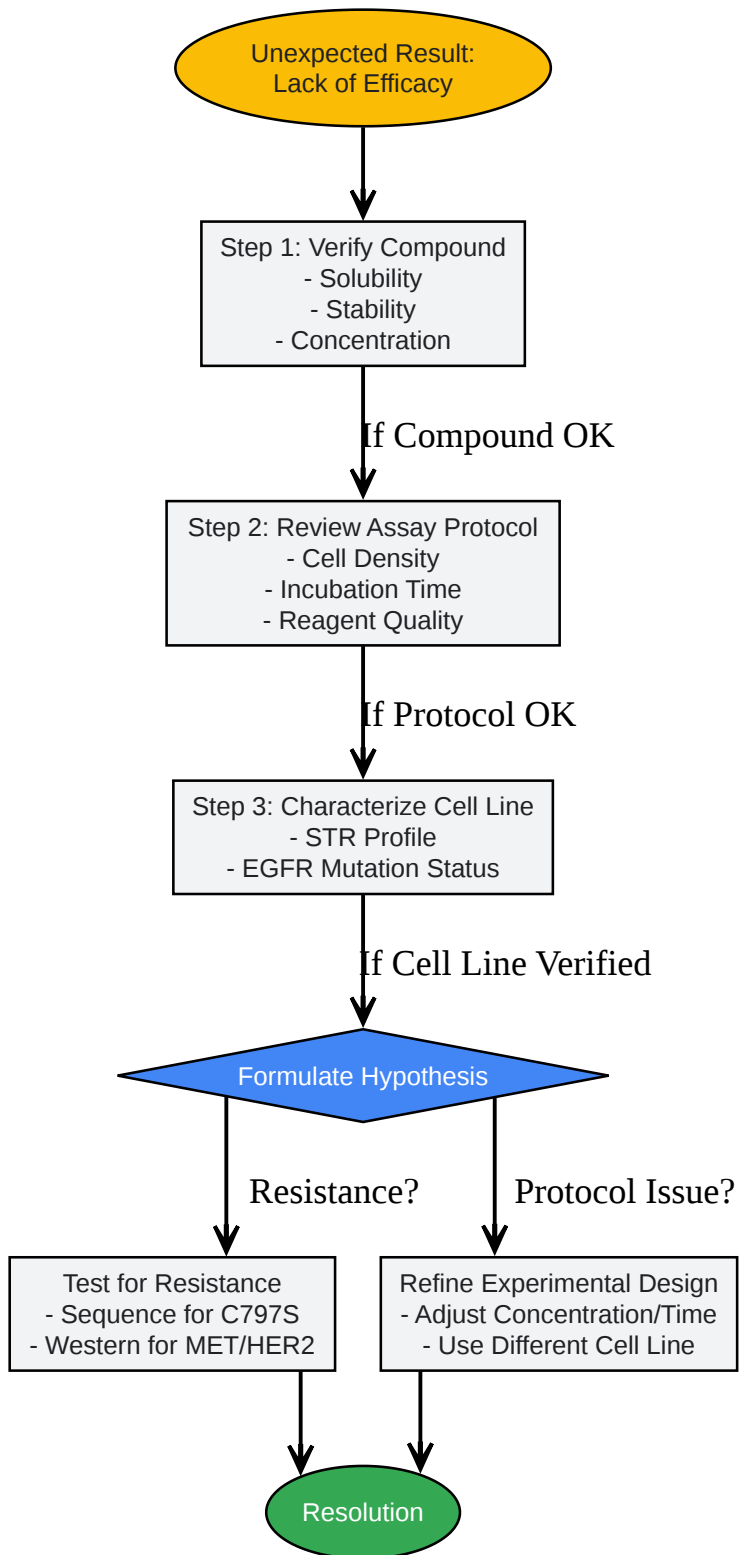 Unexpected Result:
Lack of Efficacy
Step 1: Verify Compound
- Solubility
- Stability
- Concentration
If Compound OK
Step 2: Review Assay Protocol
- Cell Density
- Incubation Time
- Reagent Quality
If Protocol OK
Step 3: Characterize Cell Line
- STR Profile
- EGFR Mutation Status
If Cell Line Verified
Formulate Hypothesis
Resistance?
Protocol Issue?
Test for Resistance
- Sequence for C797S
- Western for MET/HER2
Refine Experimental Design
- Adjust Concentration/Time
- Use Different Cell Line
Resolution